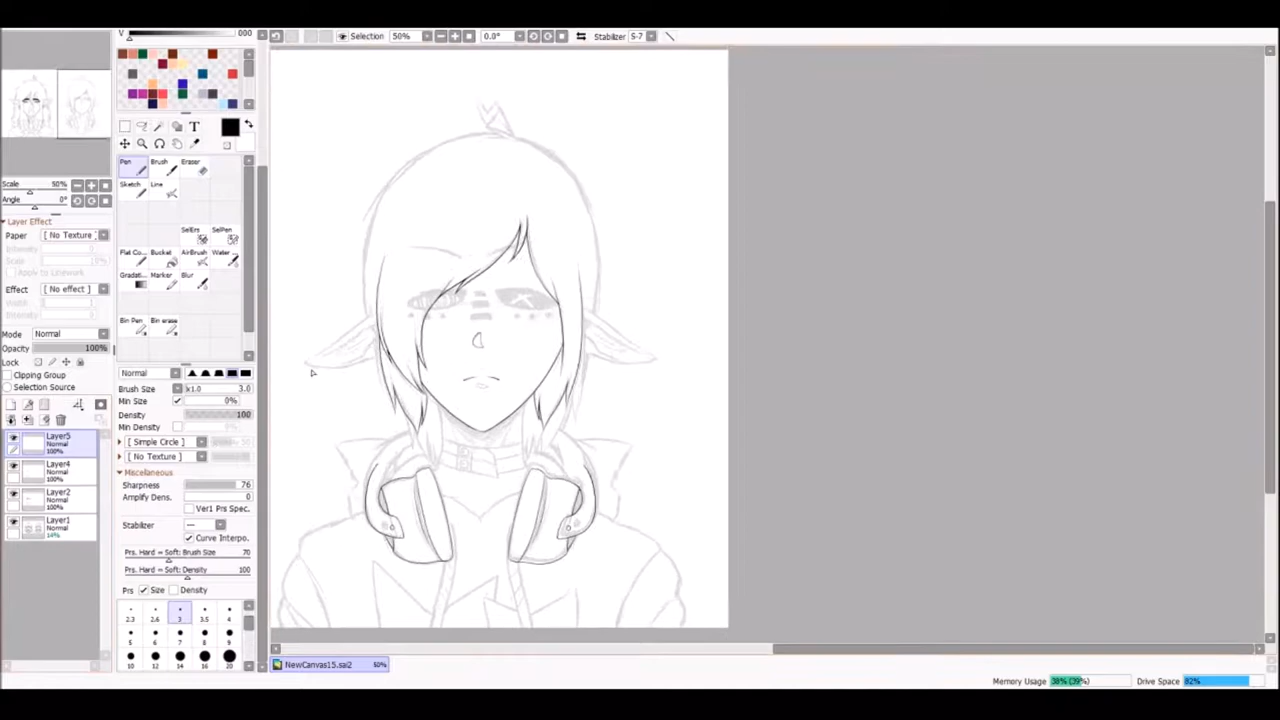 V 000
Selection 50% 0.0° Stabilizer S-7
T
Pen Brush Eraser
Scale 50%
Sketch Line
Angle 0°
Layer Effect
Paper [ No Texture ]
SelErs SelPen
Intensity
Scale 10%
Flat Co... Bucket AirBrush Water ...
Apply to Linework
Gradati... Marker Blur
Effect [ No effect ]
Width 1
Intensity
Bin Pen Bin erase
Mode Normal
Opacity 100%
Lock
Clipping Group
Selection Source
Normal
Brush Size x1.0 3.0
Min Size 0%
Density 100
Min Density
[ Simple Circle ]
[ No Texture ]
Miscellaneous
Sharpness 76
Amplify Dens. 0
Ver1 Prs Spec.
Stabilizer ---
Curve Interpo.
Prs. Hard = Soft: Brush Size 70
Prs. Hard = Soft: Density 100
Prs Size Density
2.3 2.6 3 3.5 4
5 6 7 8 9
10 12 14 16 20
Layer5
Normal
100%
Layer4
Normal
100%
Layer2
Normal
100%
Layer1
Normal
14%
NewCanvas15.sai2 50%
Memory Usage 38% (39%) Drive Space 82%